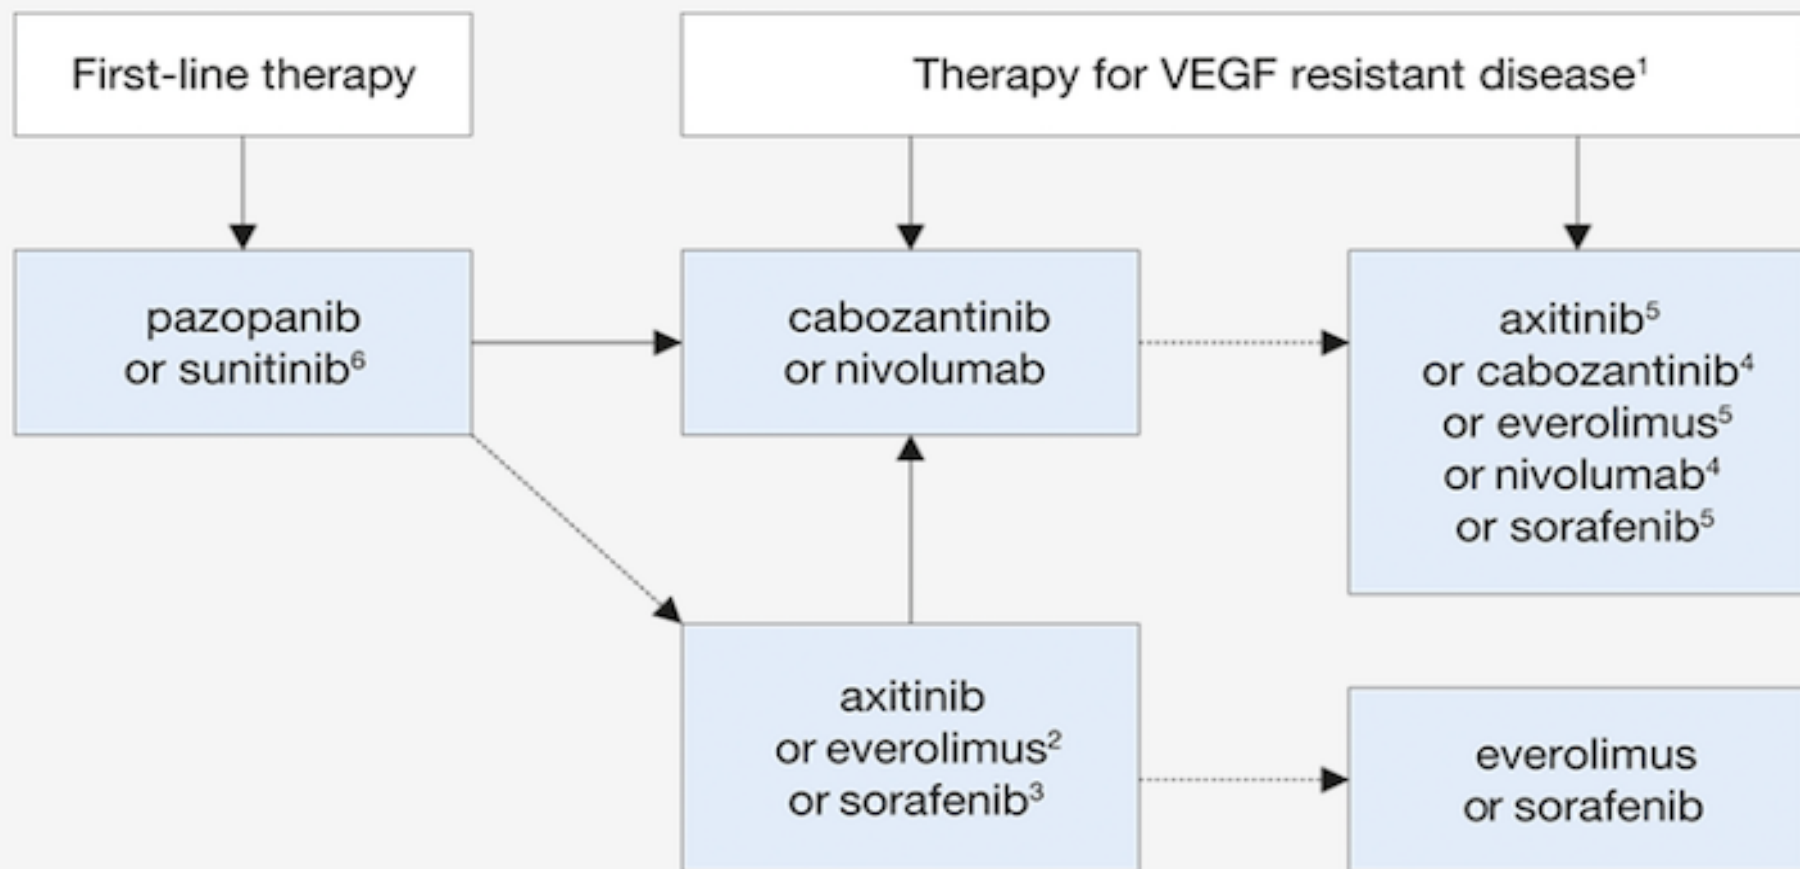 First-line therapy
Therapy for VEGF resistant disease¹
pazopanib
or sunitinib⁶
cabozantinib
or nivolumab
axitinib⁵
or cabozantinib⁴
or everolimus⁵
or nivolumab⁴
or sorafenib⁵
axitinib
or everolimus²
or sorafenib³
everolimus
or sorafenib